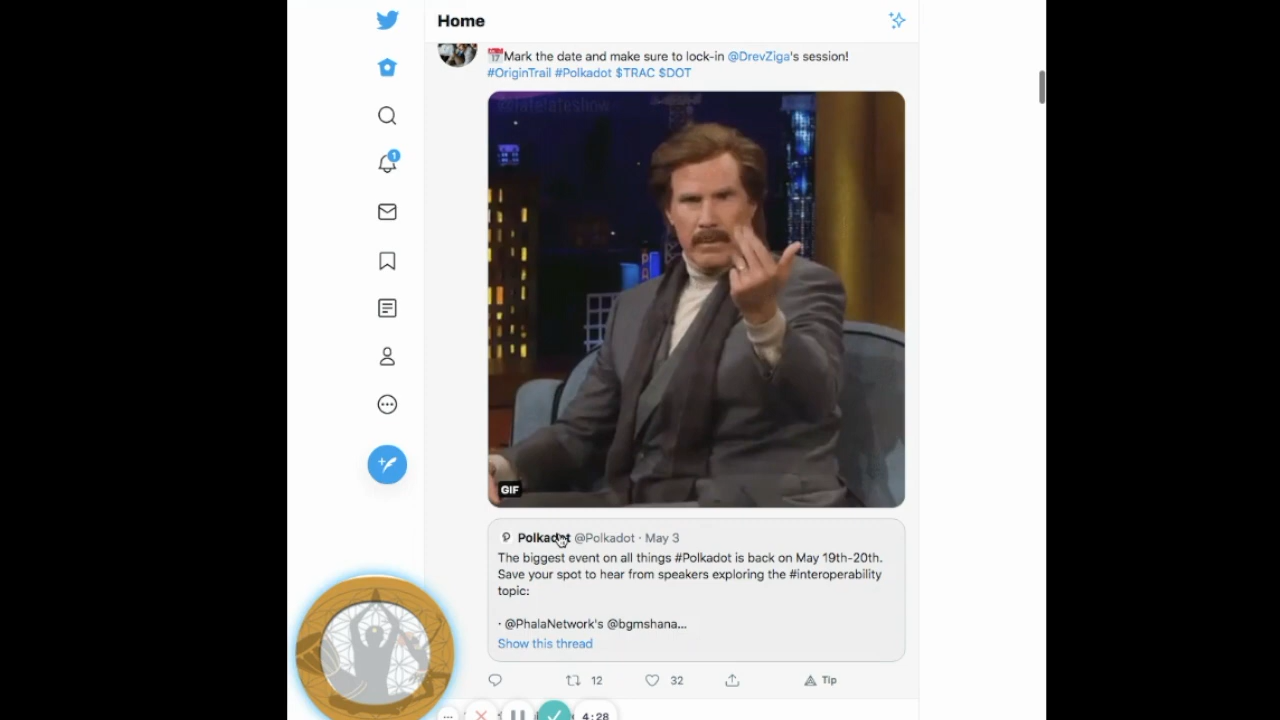 Home
Mark the date and make sure to lock-in @DrevZiga's session!
#OriginTrail #Polkadot $TRAC $DOT
GIF
Polkadot @Polkadot · May 3
The biggest event on all things #Polkadot is back on May 19th-20th.
Save your spot to hear from speakers exploring the #interoperability
topic:
· @PhalaNetwork's @bgmshana...
Show this thread
12
32
Tip
4:28
1
17